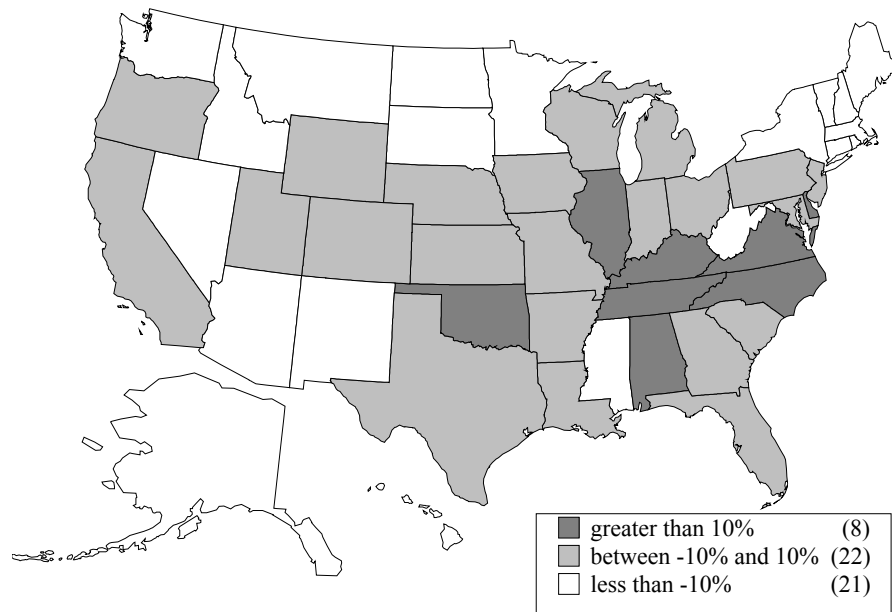 greater than 10% (8)
between -10% and 10% (22)
less than -10% (21)